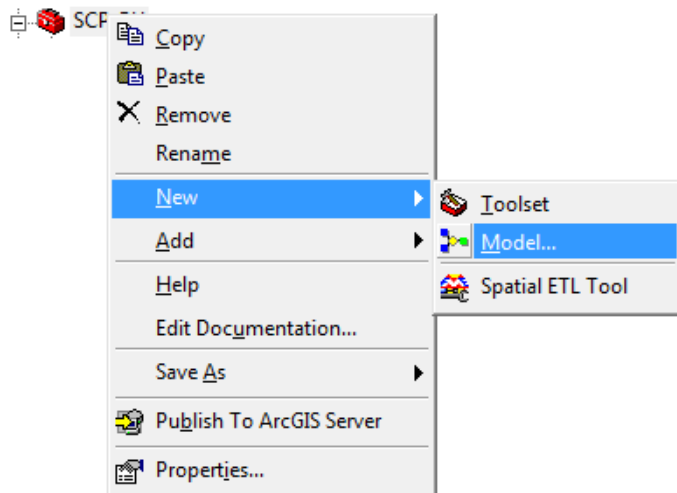 Copy
Paste
Remove
Rename
New
Add
Help
Edit Documentation...
Save As
Publish To ArcGIS Server
Properties...
Toolset
Model...
Spatial ETL Tool